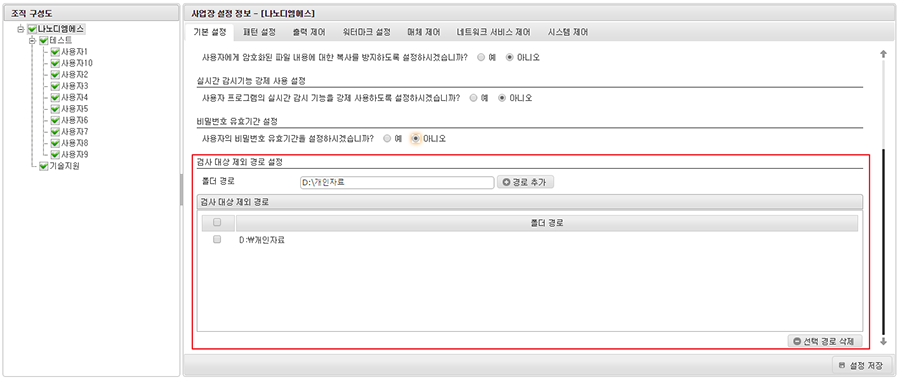 조직 구성도
나노디엠에스
테스트
사용자1
사용자10
사용자2
사용자3
사용자4
사용자5
사용자6
사용자7
사용자8
사용자9
기술지원
사업장 설정 정보 - [나노디엠에스]
기본 설정 패턴 설정 출력 제어 워터마크 설정 매체 제어 네트워크 서비스 제어 시스템 제어
사용자에게 암호화된 파일 내용에 대한 복사를 방지하도록 설정하시겠습니까? 예 아니오
실시간 감시기능 강제 사용 설정
사용자 프로그램의 실시간 감시 기능을 강제 사용하도록 설정하시겠습니까? 예 아니오
비밀번호 유효기간 설정
사용자의 비밀번호 유효기간을 설정하시겠습니까? 예 아니오
검사 대상 제외 경로 설정
폴더 경로 D:\개인자료 경로 추가
검사 대상 제외 경로
폴더 경로
D:₩개인자료
선택 경로 삭제
설정 저장